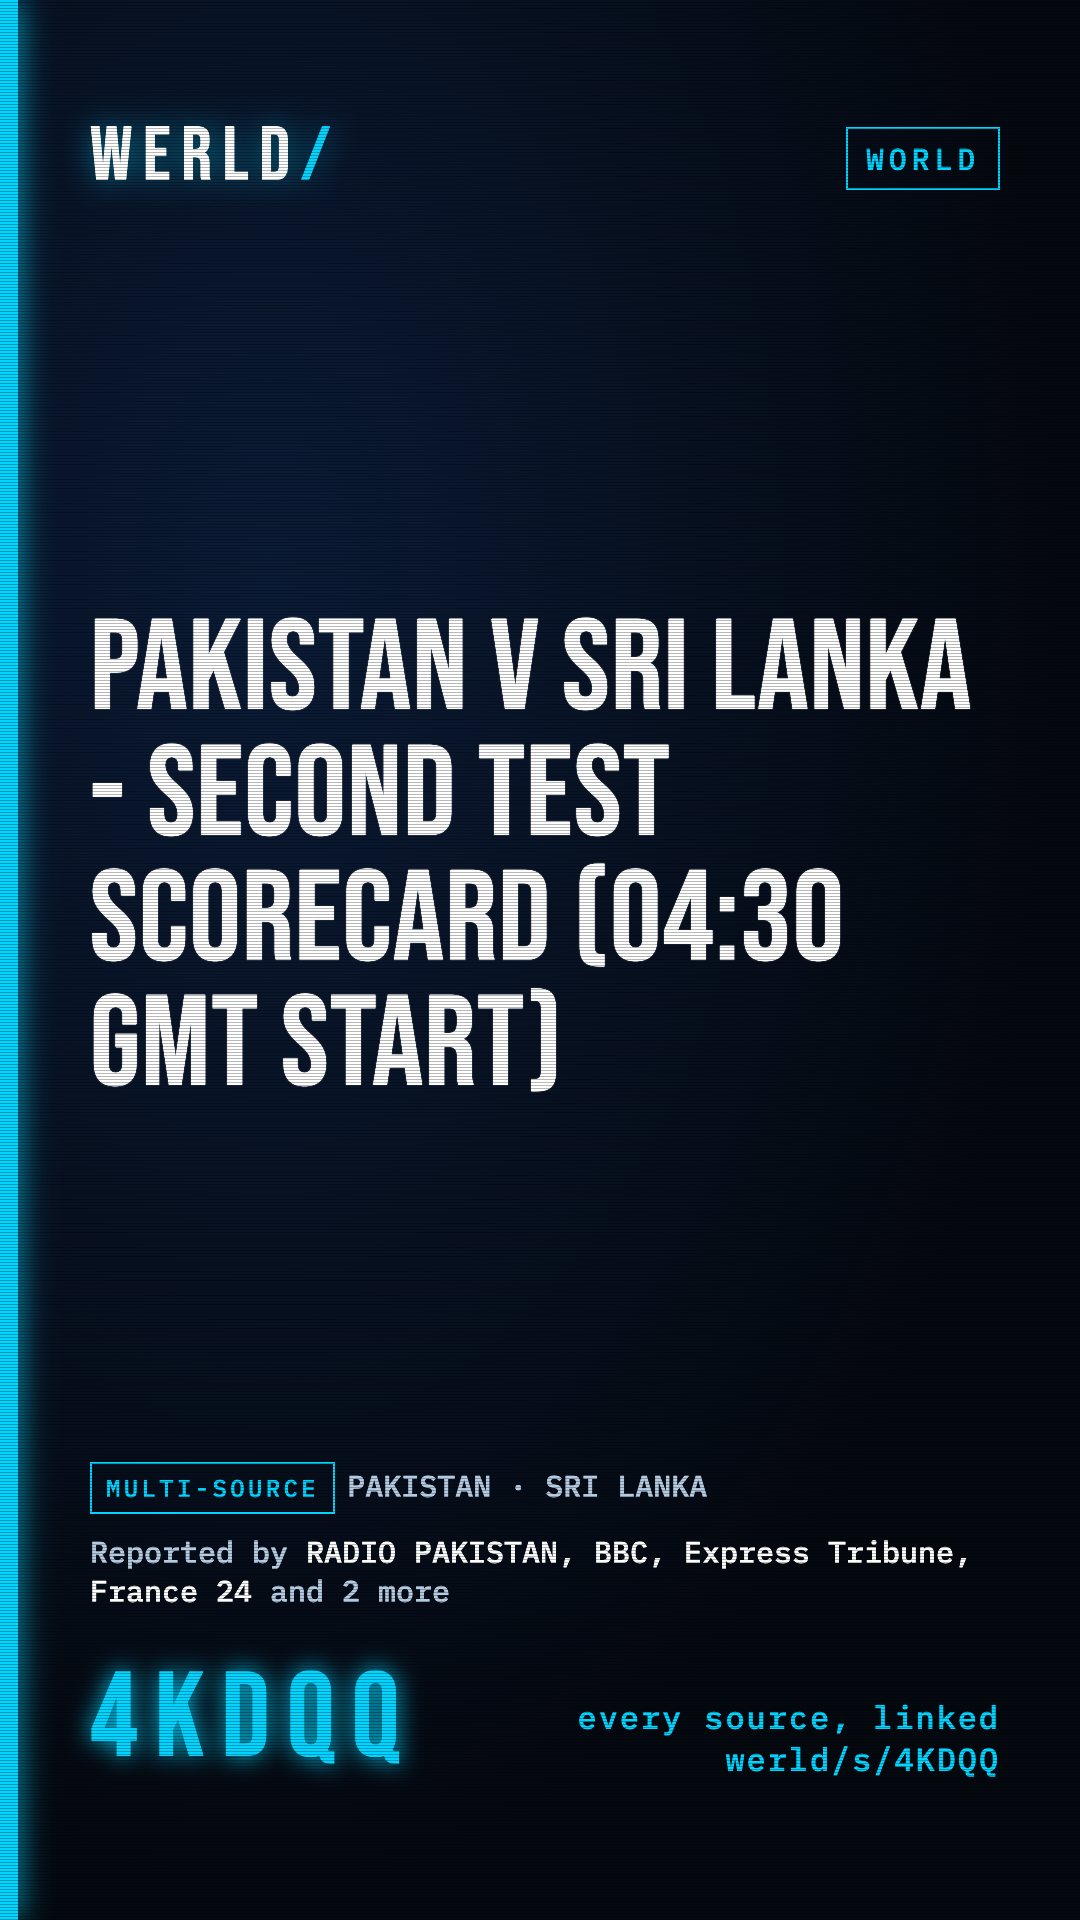 WERLD/
WORLD
PAKISTAN V SRI LANKA
- SECOND TEST
SCORECARD (04:30
GMT START)
MULTI-SOURCE PAKISTAN · SRI LANKA
Reported by RADIO PAKISTAN, BBC, Express Tribune,
France 24 and 2 more
4KDQQ
every source, linked
werld/s/4KDQQ